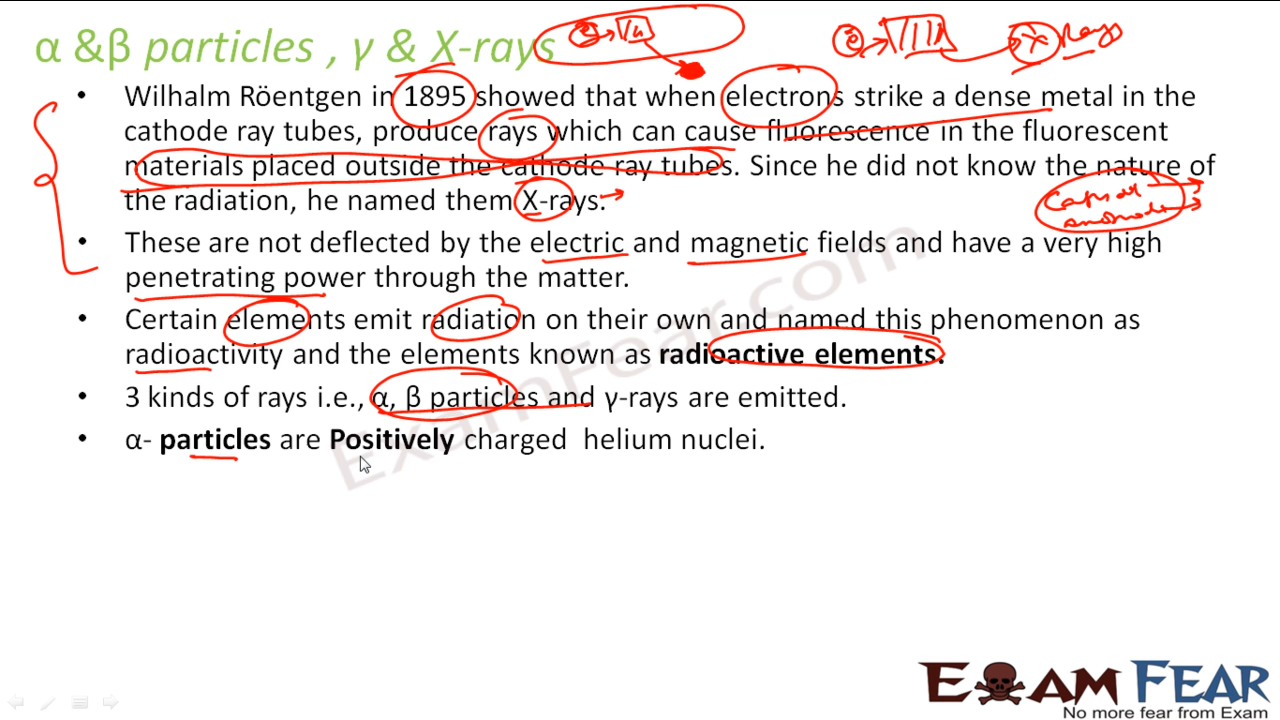 α &β particles , γ & X-rays
• Wilhalm Röentgen in 1895 showed that when electrons strike a dense metal in the
cathode ray tubes, produce rays which can cause fluorescence in the fluorescent
materials placed outside the cathode ray tubes. Since he did not know the nature of
the radiation, he named them X-rays.
• These are not deflected by the electric and magnetic fields and have a very high
penetrating power through the matter.
• Certain elements emit radiation on their own and named this phenomenon as
radioactivity and the elements known as radioactive elements.
• 3 kinds of rays i.e., α, β particles and γ-rays are emitted.
• α- particles are Positively charged helium nuclei.
x Rays
ExamFear.com
EXAM FEAR
No more fear from Exam